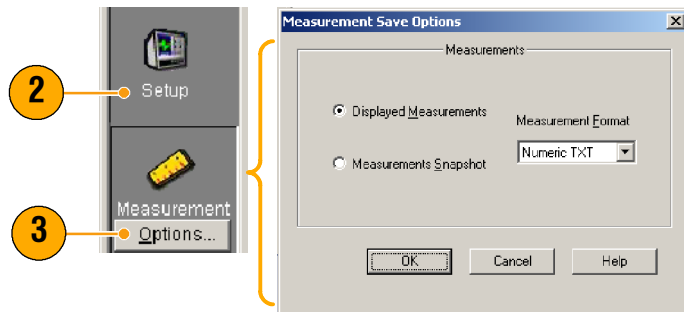 2
Setup
Measurement
3
Options...
Measurement Save Options
Measurements
Displayed Measurements
Measurement Format
Numeric TXT
Measurements Snapshot
OK
Cancel
Help